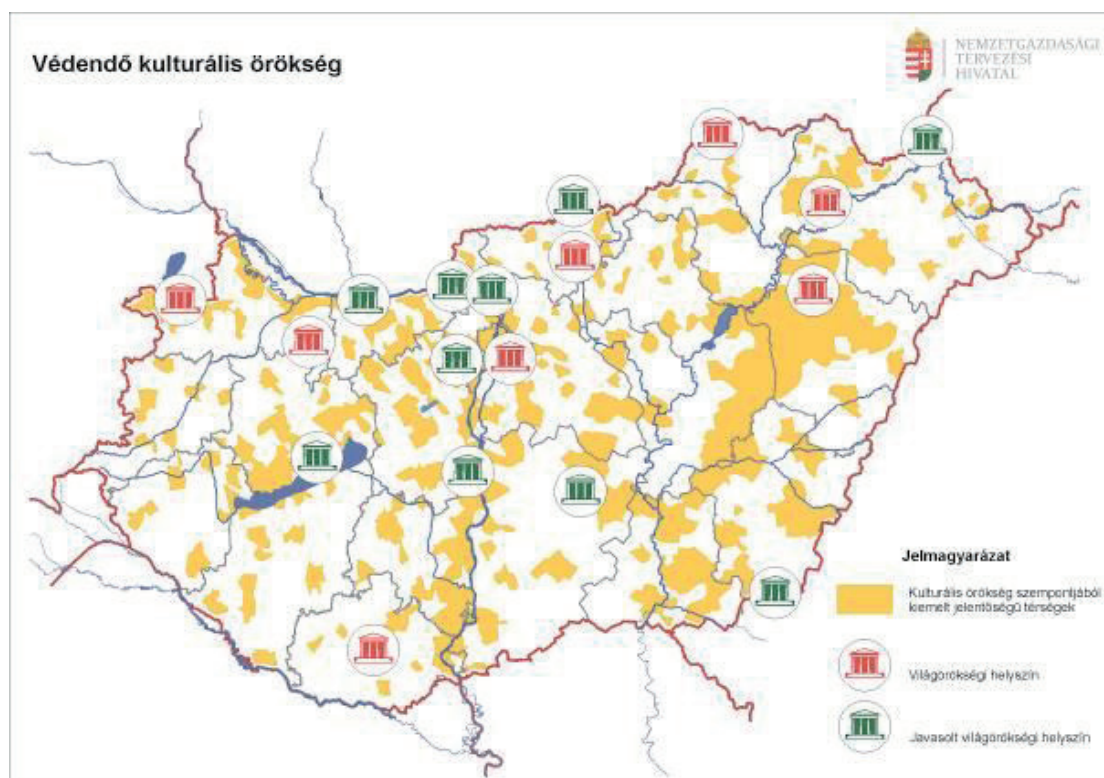 Védendő kulturális örökség
NEMZETGAZDASÁGI
TERVEZÉSI
HIVATAL
Jelmagyarázat
Kulturális örökség szempontjából
kiemelt jelentőségű térségek
Világörökségi helyszín
Javasolt világörökségi helyszín